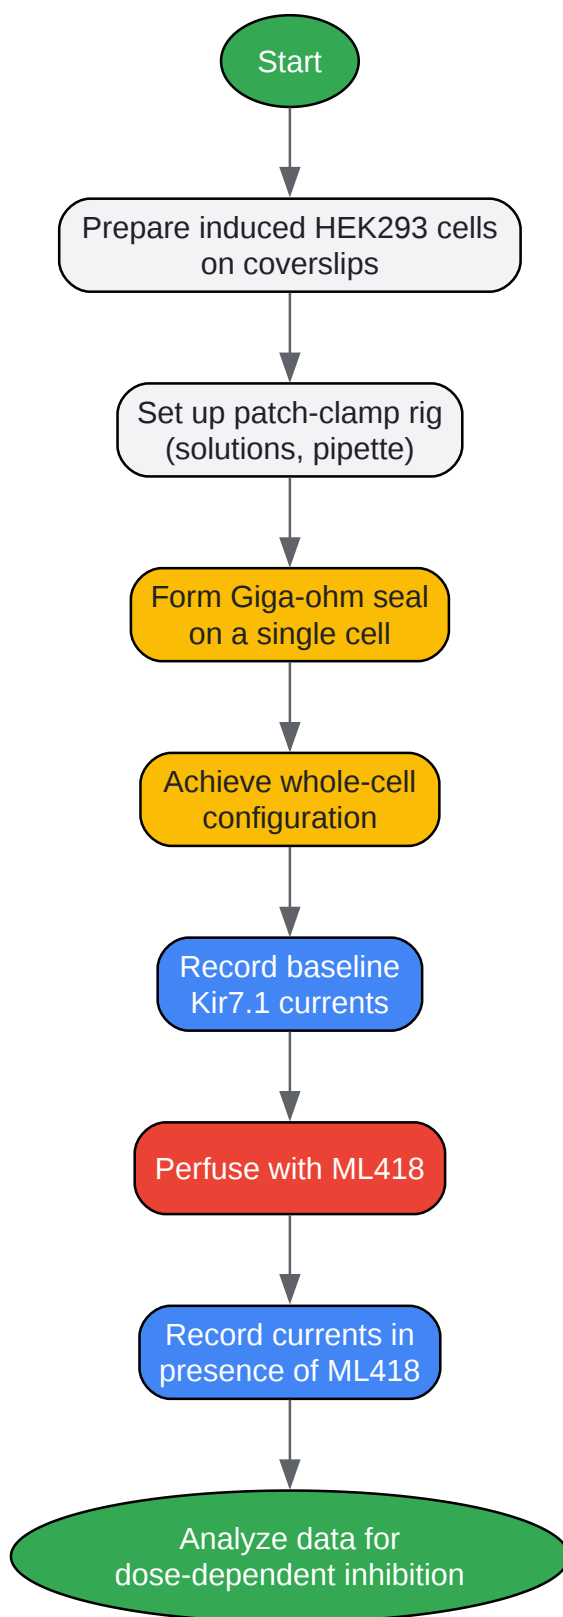 Start
Prepare induced HEK293 cells
on coverslips
Set up patch-clamp rig
(solutions, pipette)
Form Giga-ohm seal
on a single cell
Achieve whole-cell
configuration
Record baseline
Kir7.1 currents
Perfuse with ML418
Record currents in
presence of ML418
Analyze data for
dose-dependent inhibition